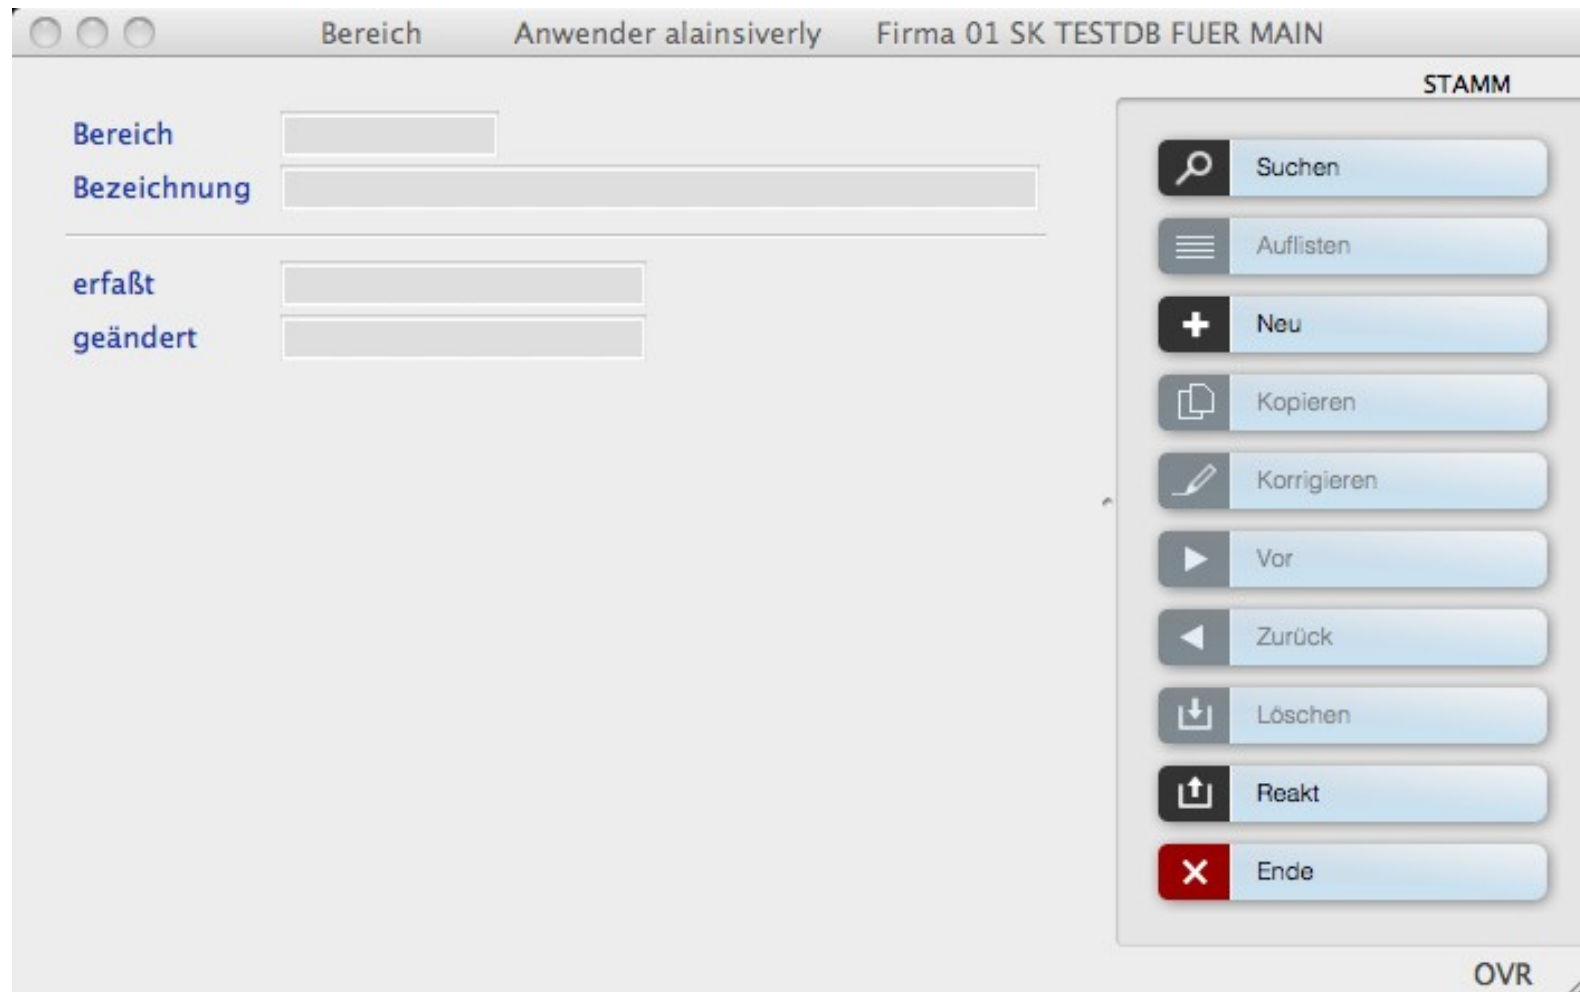 Bereich Anwender alainsiverly Firma 01 SK TESTDB FUER MAIN
STAMM
Bereich
Bezeichnung
erfaßt
geändert
Suchen
Auflisten
Neu
Kopieren
Korrigieren
Vor
Zurück
Löschen
Reakt
Ende
OVR